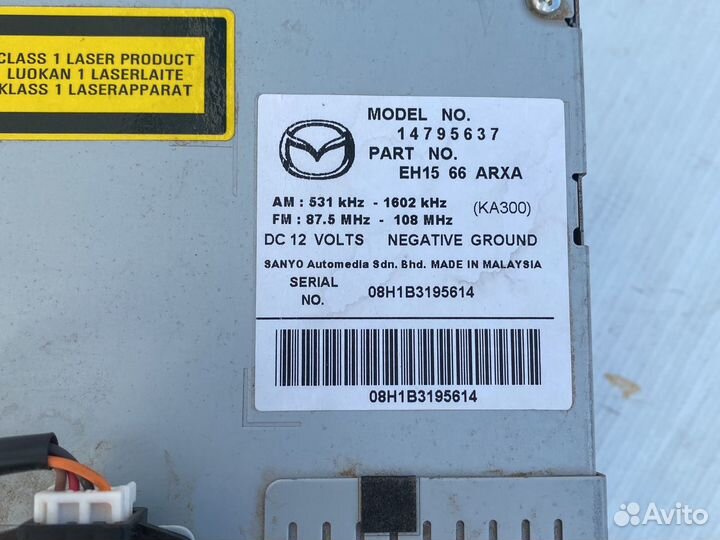 CLASS 1 LASER PRODUCT
LUOKAN 1 LASERLAITE
KLASS 1 LASERAPPARAT
MODEL NO.
14795637
PART NO.
EH15 66 ARXA
AM : 531 kHz - 1602 kHz
FM : 87.5 MHz - 108 MHz
(KA300)
DC 12 VOLTS NEGATIVE GROUND
SANYO Automedia Sdn. Bhd. MADE IN MALAYSIA
SERIAL NO.
08H1B3195614
08H1B3195614
Avito